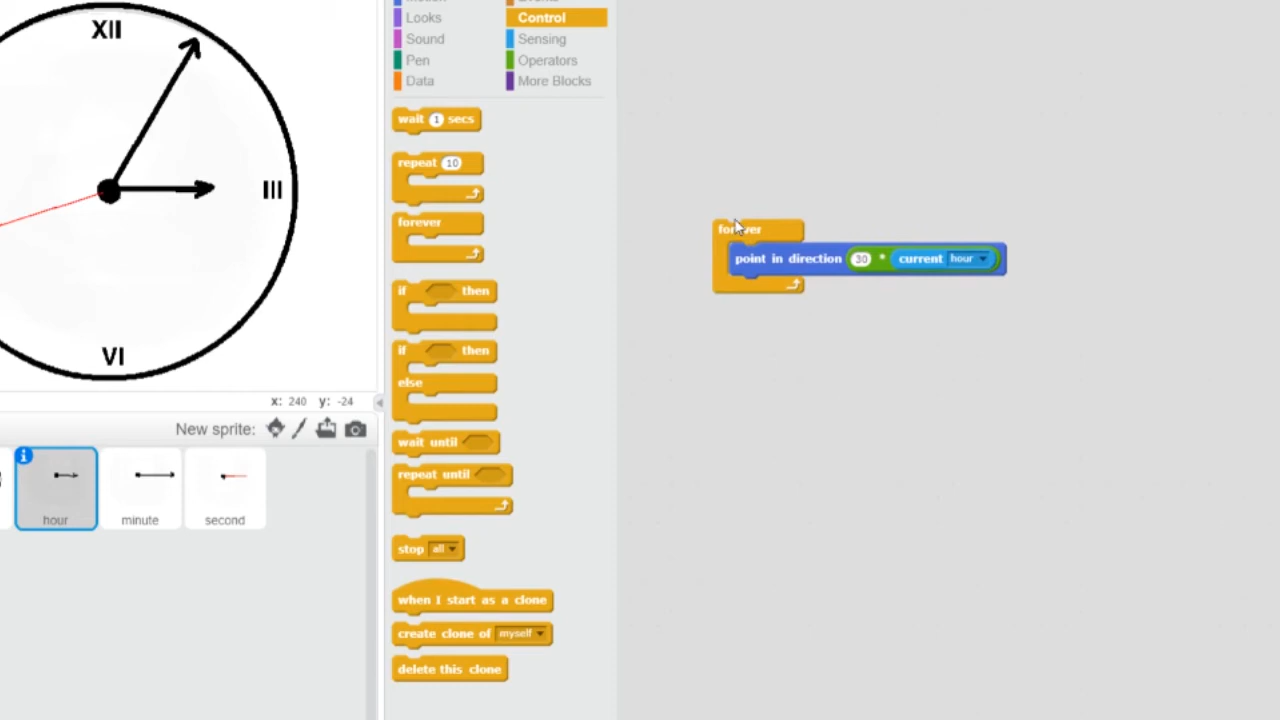 XII
III
VI
x: 240 y: -24
New sprite:
hour
minute
second
Looks
Control
Sound
Sensing
Pen
Operators
Data
More Blocks
wait 1 secs
repeat 10
forever
if then
if then
else
wait until
repeat until
stop all
when I start as a clone
create clone of myself
delete this clone
point in direction 30 * current hour